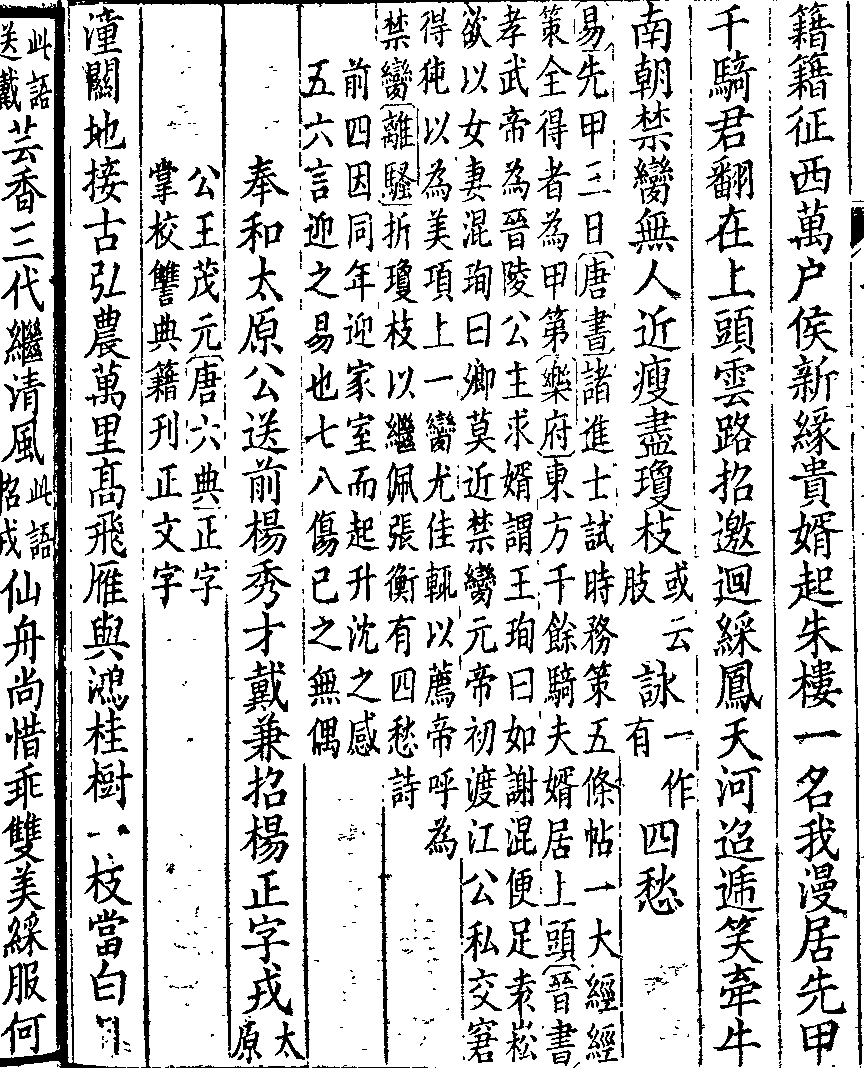 籍籍征西萬户侯新緣貴婿起朱樓一名我漫居先甲
千騎君翻在上頭雲路招邀迴綵鳳天河迢遞笑牽牛
南朝禁臠無人近瘦盡瓊枝或云肢詠一作有四愁
易先甲三日唐書諸進士試時務策五條帖一大經經
策全得者為甲第樂府東方千餘騎夫婿居上頭晉書
孝武帝為晉陵公主求婿謂王珣曰如謝混便足袁崧
欲以女妻混珣曰卿莫近禁臠元帝初渡江公私交窘
得㹠以為美項上一臠尤佳輒以薦帝呼為
禁臠離騷折瓊枝以繼佩張衡有四愁詩
前四因同年迎家室而起升沈之感
五六言迎之易也七八傷己之無偶
奉和太原公送前楊秀才戴兼招楊正字戎太原
公王茂元唐六典正字
掌校讐典籍刊正文字
潼關地接古弘農萬里髙飛雁與鴻桂樹一枝當白日
此語送戴芸香三代繼清風此語招戎仙舟尚惜乖雙美綵服何